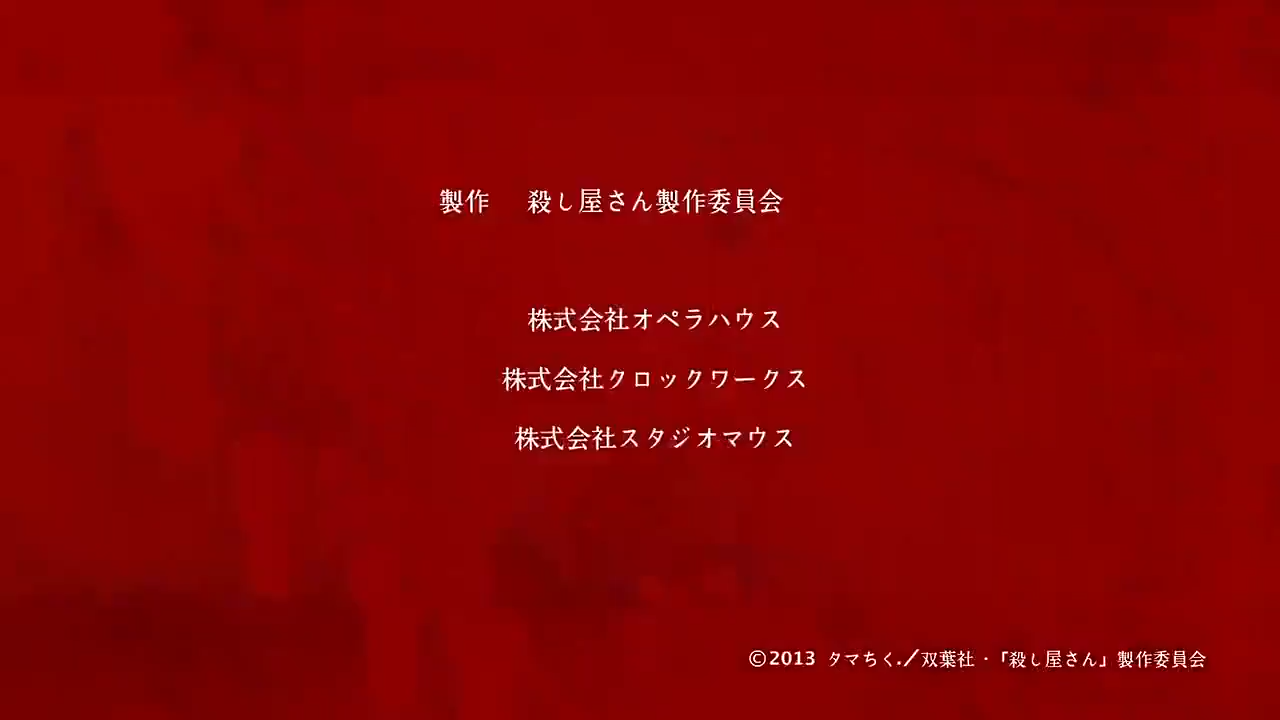 製作　殺し屋さん製作委員会
株式会社オペラハウス
株式会社クロックワークス
株式会社スタジオマウス
©2013 タマちく.／双葉社・「殺し屋さん」製作委員会